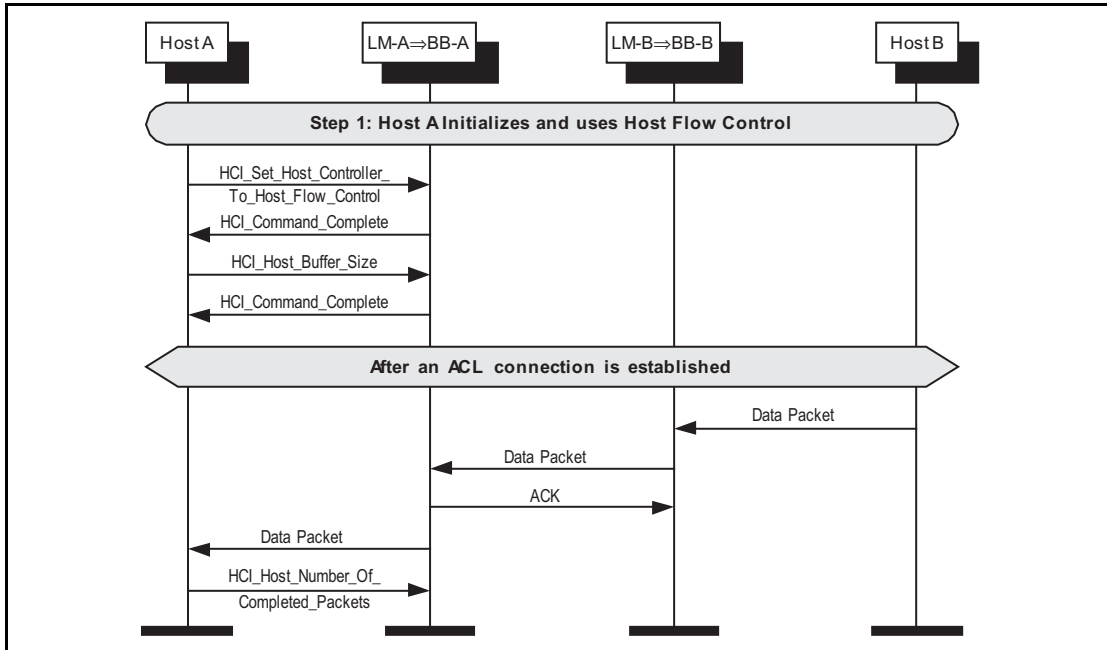 Host A
LM-A⇒BB-A
LM-B⇒BB-B
Host B
Step 1: Host A Initializes and uses Host Flow Control
HCI_Set_Host_Controller_
To_Host_Flow_Control
HCI_Command_Complete
HCI_Host_Buffer_Size
HCI_Command_Complete
After an ACL connection is established
Data Packet
Data Packet
ACK
Data Packet
HCI_Host_Number_Of_
Completed_Packets